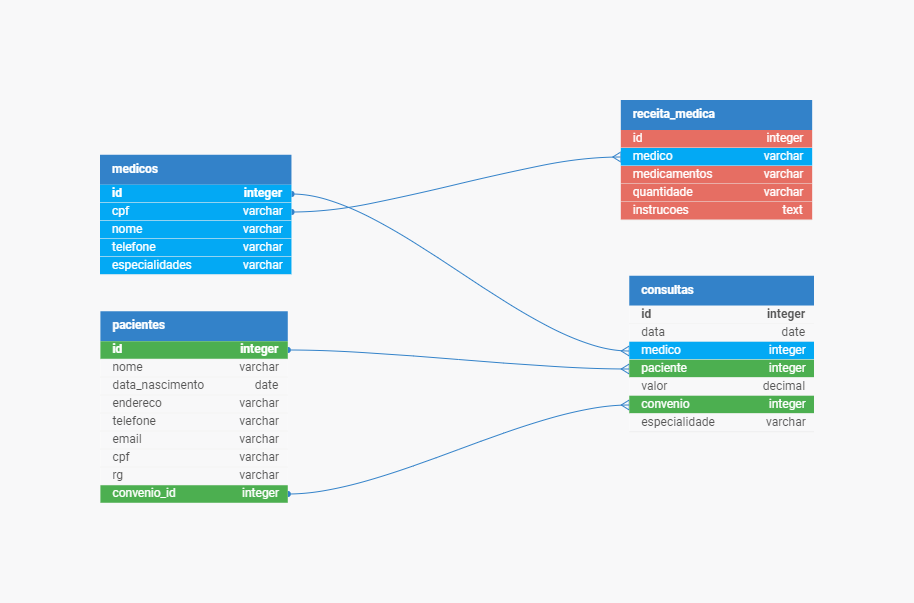 medicos
id integer
cpf varchar
nome varchar
telefone varchar
especialidades varchar
pacientes
id integer
nome varchar
data_nascimento date
endereco varchar
telefone varchar
email varchar
cpf varchar
rg varchar
convenio_id integer
receita_medica
id integer
medico varchar
medicamentos varchar
quantidade varchar
instrucoes text
consultas
id integer
data date
medico integer
paciente integer
valor decimal
convenio integer
especialidade varchar